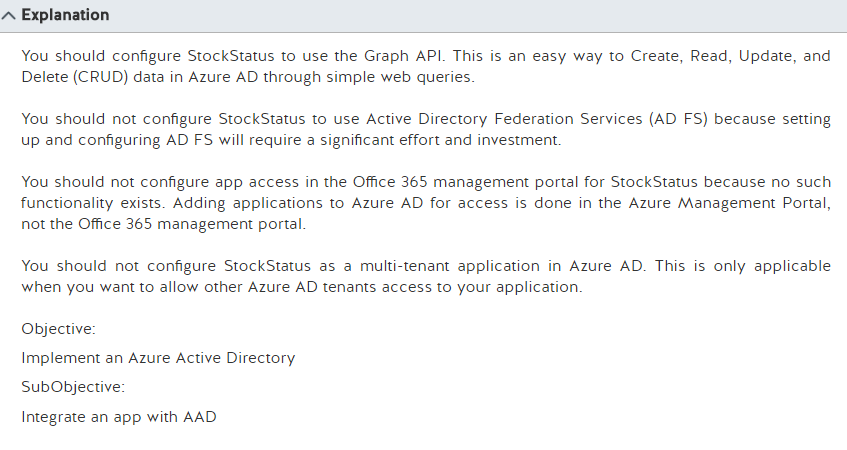 Explanation
You should configure StockStatus to use the Graph API. This is an easy way to Create, Read, Update, and
Delete (CRUD) data in Azure AD through simple web queries.
You should not configure StockStatus to use Active Directory Federation Services (AD FS) because setting
up and configuring AD FS will require a significant effort and investment.
You should not configure app access in the Office 365 management portal for StockStatus because no such
functionality exists. Adding applications to Azure AD for access is done in the Azure Management Portal,
not the Office 365 management portal.
You should not configure StockStatus as a multi-tenant application in Azure AD. This is only applicable
when you want to allow other Azure AD tenants access to your application.
Objective:
Implement an Azure Active Directory
SubObjective:
Integrate an app with AAD